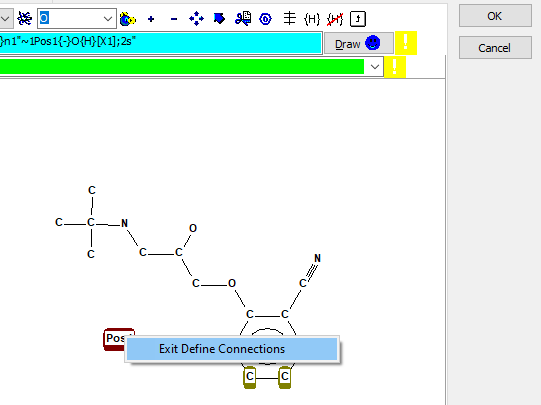 O {H} {H} OK
}n1"~1Pos1{-}O{H}[X1];2s" Draw ! Cancel
!
C
C C N O
C C C N
C O C
C C
Pos
Exit Define Connections
C C